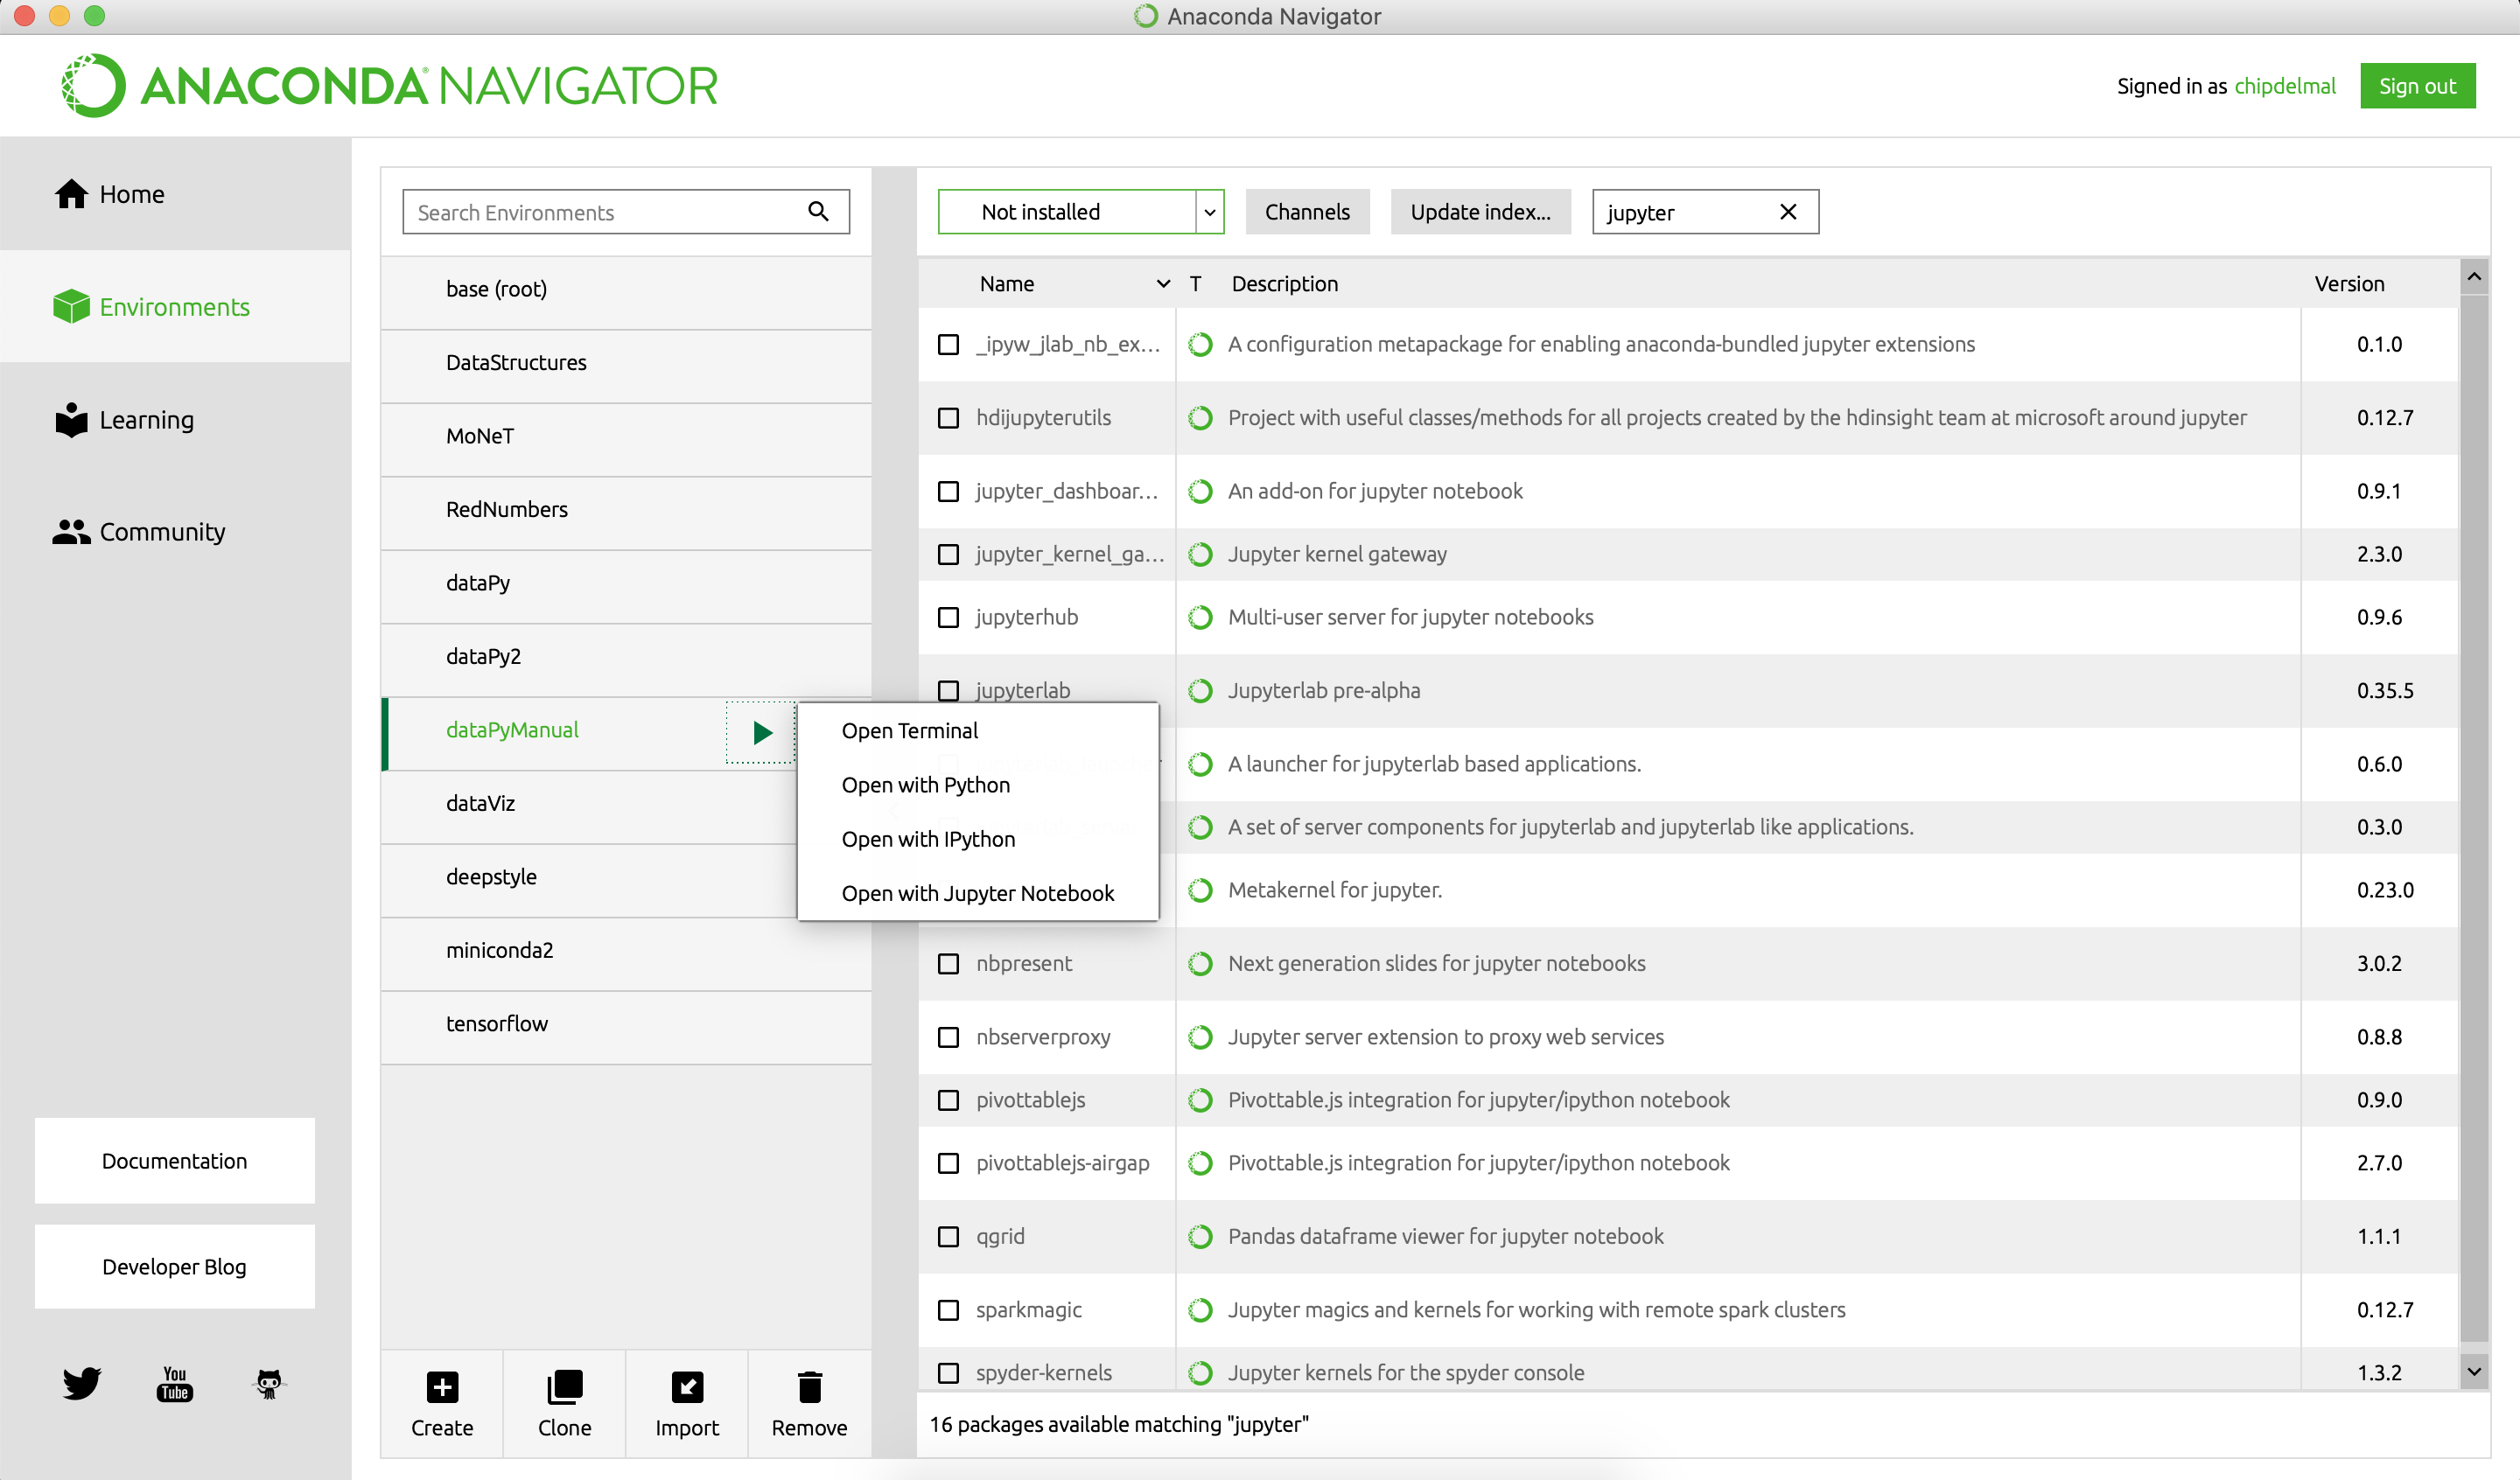 Anaconda Navigator
ANACONDA® NAVIGATOR
Signed in as chipdelmal
Sign out
Home
Environments
Learning
Community
Documentation
Developer Blog
You
Tube
Search Environments
base (root)
DataStructures
MoNeT
RedNumbers
dataPy
dataPy2
dataPyManual
dataViz
deepstyle
miniconda2
tensorflow
Create
Clone
Import
Remove
Open Terminal
Open with Python
Open with IPython
Open with Jupyter Notebook
Not installed
Channels
Update index...
jupyter
Name T Description Version
_ipyw_jlab_nb_ex... A configuration metapackage for enabling anaconda-bundled jupyter extensions 0.1.0
hdijupyterutils Project with useful classes/methods for all projects created by the hdinsight team at microsoft around jupyter 0.12.7
jupyter_dashboar... An add-on for jupyter notebook 0.9.1
jupyter_kernel_ga... Jupyter kernel gateway 2.3.0
jupyterhub Multi-user server for jupyter notebooks 0.9.6
jupyterlab Jupyterlab pre-alpha 0.35.5
A launcher for jupyterlab based applications. 0.6.0
A set of server components for jupyterlab and jupyterlab like applications. 0.3.0
Metakernel for jupyter. 0.23.0
nbpresent Next generation slides for jupyter notebooks 3.0.2
nbserverproxy Jupyter server extension to proxy web services 0.8.8
pivottablejs Pivottable.js integration for jupyter/ipython notebook 0.9.0
pivottablejs-airgap Pivottable.js integration for jupyter/ipython notebook 2.7.0
qgrid Pandas dataframe viewer for jupyter notebook 1.1.1
sparkmagic Jupyter magics and kernels for working with remote spark clusters 0.12.7
spyder-kernels Jupyter kernels for the spyder console 1.3.2
16 packages available matching "jupyter"